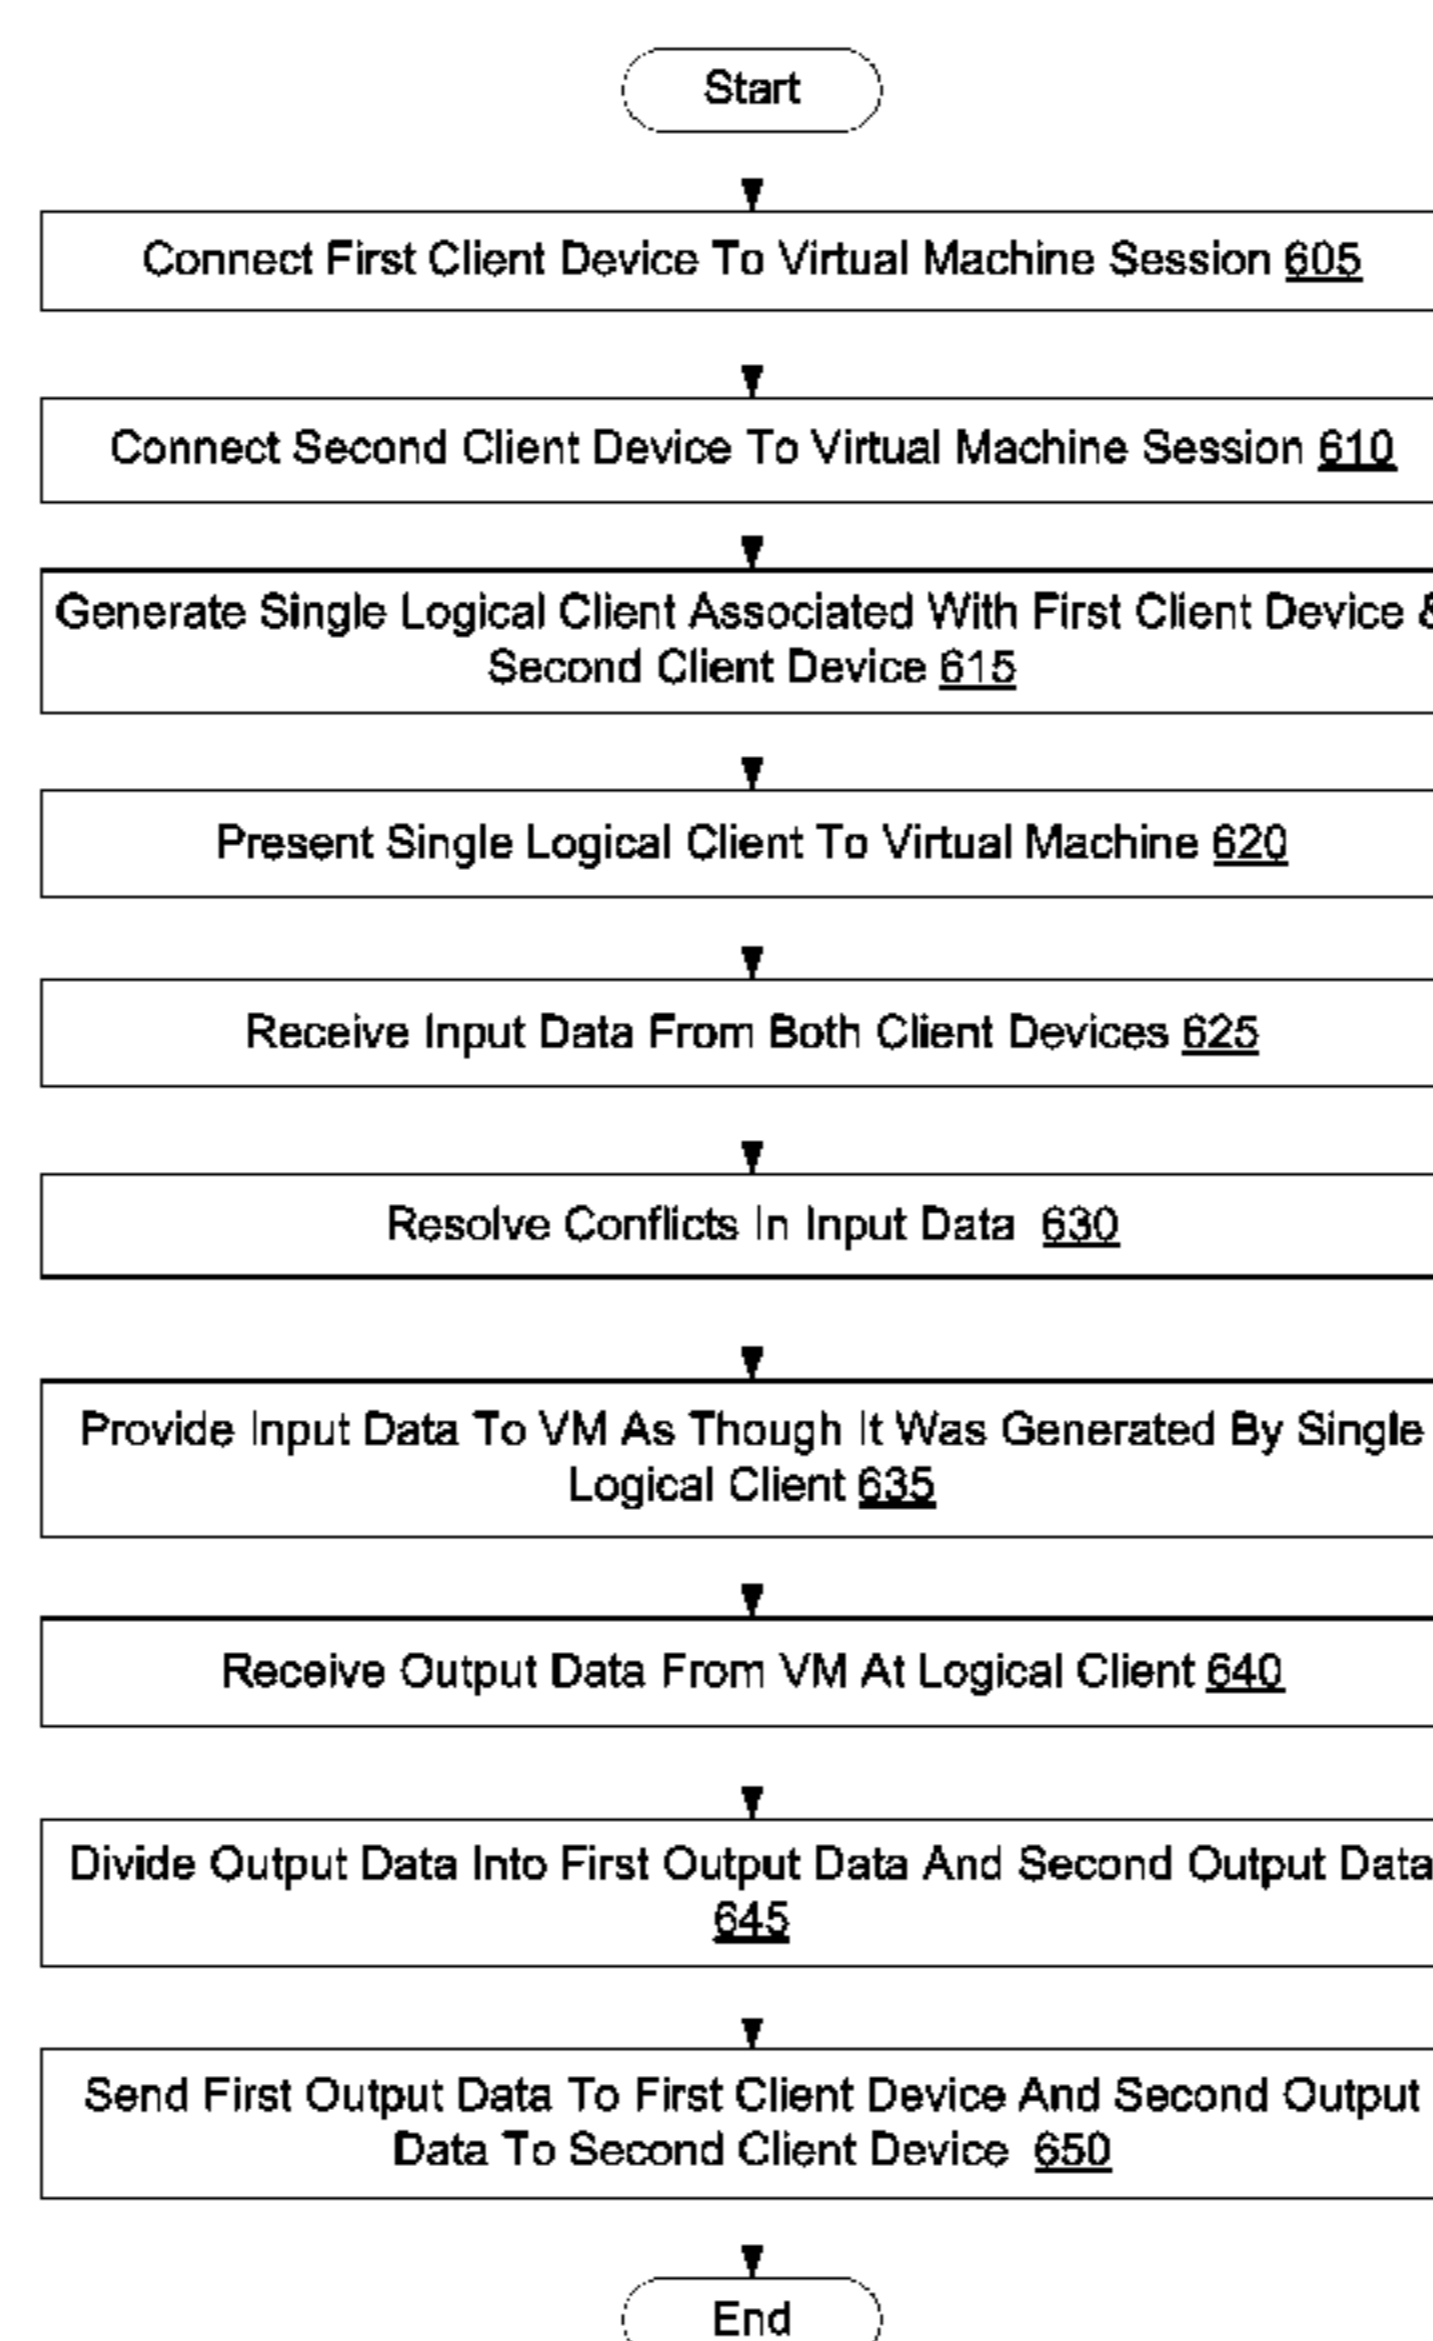 Start
Connect First Client Device To Virtual Machine Session 605
Connect Second Client Device To Virtual Machine Session 610
Generate Single Logical Client Associated With First Client Device &
Second Client Device 615
Present Single Logical Client To Virtual Machine 620
Receive Input Data From Both Client Devices 625
Resolve Conflicts In Input Data 630
Provide Input Data To VM As Though It Was Generated By Single
Logical Client 635
Receive Output Data From VM At Logical Client 640
Divide Output Data Into First Output Data And Second Output Data
645
Send First Output Data To First Client Device And Second Output
Data To Second Client Device 650
End